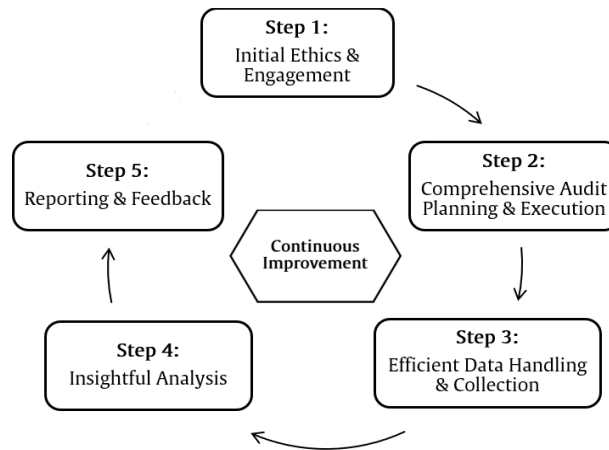 Step 1:
Initial Ethics &
Engagement
Step 2:
Comprehensive Audit
Planning & Execution
Step 3:
Efficient Data Handling
& Collection
Step 4:
Insightful Analysis
Step 5:
Reporting & Feedback
Continuous
Improvement